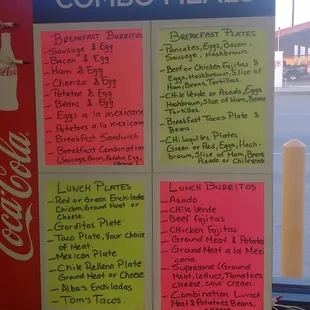 COMBO MEALS
Coca-Cola
BREAKFAST BURRITOS
- Sausage & Egg
- Bacon & Egg
- Ham & Egg
- Chorizo & Egg
- Potatoe & Egg
- Beans & Egg
- Eggs a la mexicana
- Potatoes a la mexican
- Breakfast Sandwich
- Breakfast Combination
(Sausage, Bacon, Potatoe, Egg,
Cheese)
BREAKFAST PLATES
- Pancakes, Eggs, Bacon,
Sausage,
- Beef or Chicken Fajitas &
Eggs, Hashbrown, Slice of
Ham, Beans, Tortillas.
- Chile Verde or Asado, Eggs
Hashbrown, Slice of Ham, Beans
Tortillas.
- Breakfast Tacos Plate &
Beans
- Chilaquiles Plates
Green or Red, Eggs, Hash-
brown, Slice of Ham, Beans
Asado or Chile verde
LUNCH PLATES
- Red or Green Enchilada
Chicken, Ground Meat or
Cheese.
- Gorditas Plate
- Taco Plate, Your choice
of Meat.
- Mexican Plate
- Chile Relleno Plate
Ground Meat or Cheese
- Alba's Enchiladas
- Tom's Tacos
LUNCH BURRITOS
- Asado
- Chile Verde
- Beef Fajitas
- Chicken Fajitas
- Ground Meat & Potatoe
- Ground Meat a la Mexi
cana.
- Supreme (Ground
Meat, Lettuce, Tomatoes
cheese, sour cream.
- Combination Lunch
Meat & Potatoes Beans